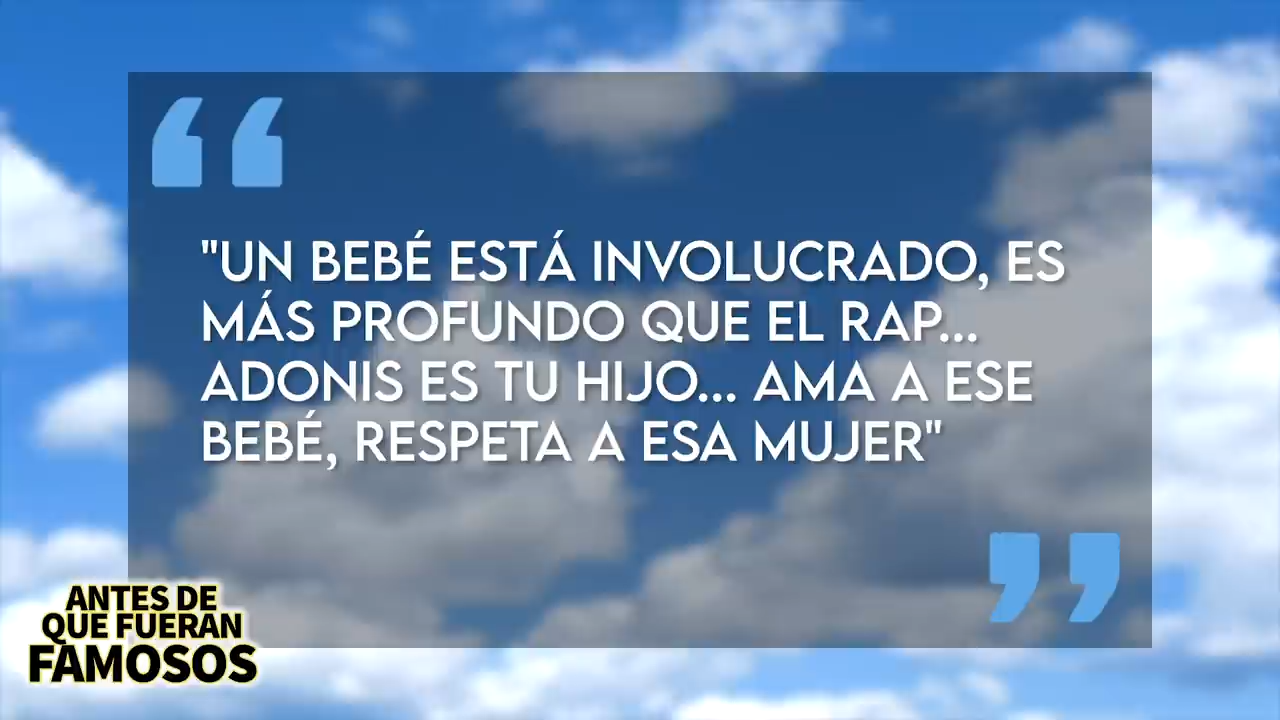 "UN BEBÉ ESTÁ INVOLUCRADO, ES
MÁS PROFUNDO QUE EL RAP...
ADONIS ES TU HIJO... AMA A ESE
BEBÉ, RESPETA A ESA MUJER"
ANTES DE
QUE FUERAN
FAMOSOS